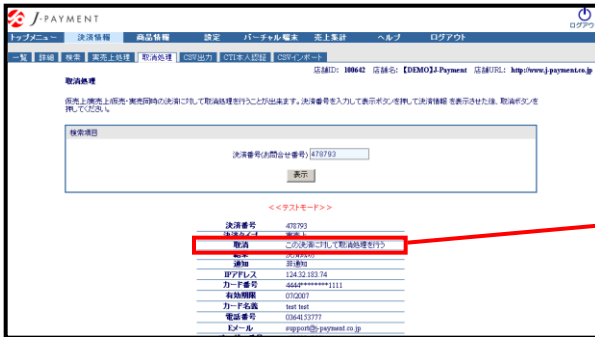 J-PAYMENT
ログアウト
トップメニュー 決済情報 商品情報 設定 バーチャル端末 売上集計 ヘルプ ログアウト
一覧 詳細 検索 実売上処理 取消処理 CSV出力 CTI本人認証 CSVインポート
店舗ID: 100642 店舗名: 【DEMO】J-Payment 店舗URL: http://www.j-payment.co.jp
取消処理
仮売上/実売上/仮売・実売同時の決済に対して取消処理を行うことが出来ます。決済番号を入力して表示ボタンを押して決済情報 を表示させた後、取消ボタンを
押してください。
検索項目
決済番号(お問合せ番号) 478793
表示
<<テストモード>>
決済番号 478793
決済タイプ 実売上
取消 この決済に対して取消処理を行う
結果
通知 非通知
IPアドレス 124.32.183.74
カード番号 4444********1111
有効期限 07/2007
カード名義 test test
電話番号 0364153777
Eメール support@j-payment.co.jp